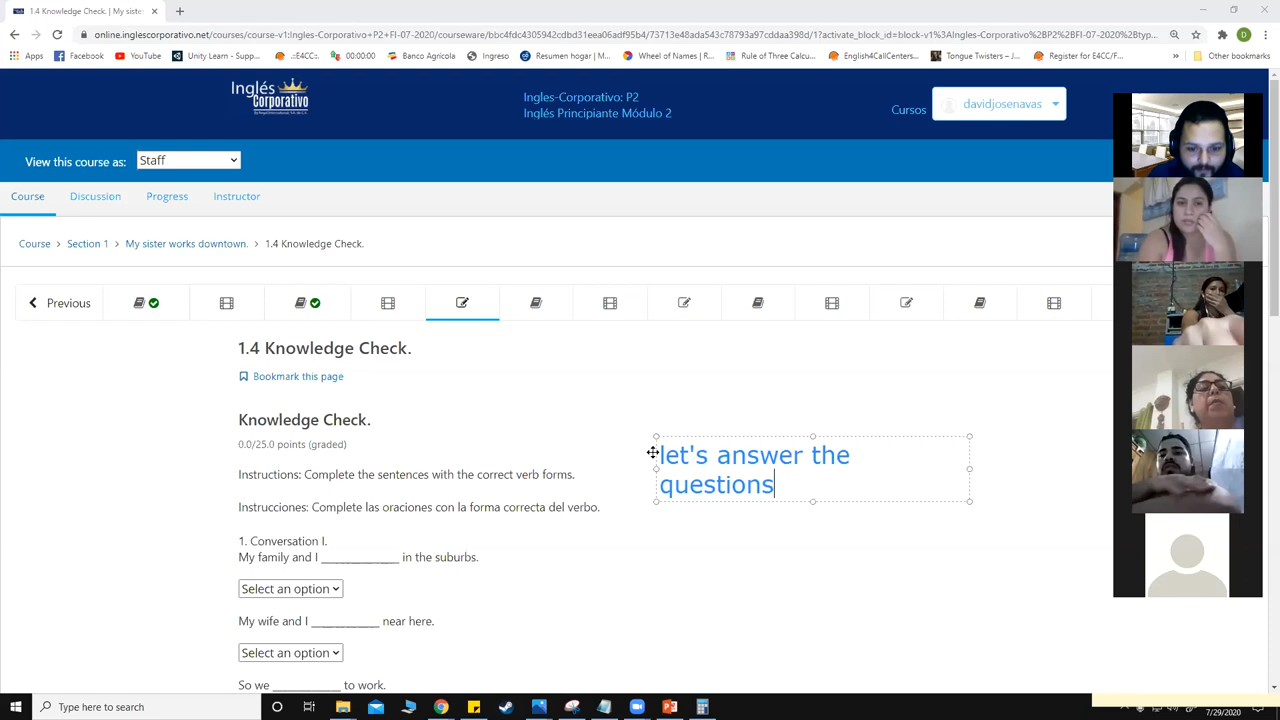 1.4 Knowledge Check. | My sister
online.inglescorporativo.net/courses/course-v1:Ingles-Corporativo+P2+FI-07-2020/courseware/bbc4fdc4305942cdbd31eea06adf95b4/73713e48ada543c78793a97cddaa398d/1?activate_block_id=block-v1%3AIngles-Corporativo%2BP2%2BFI-07-2020%2Btyp...
Apps Facebook YouTube Unity Learn - Supp... ..:E4CC:.. 00:00:00 Banco Agrícola Ingreso Resumen hogar | M... Wheel of Names | R... Rule of Three Calcu... English4CallCenters... Tongue Twisters – J... Register for E4CC/F... Other bookmarks
Inglés
Corporativo
Ingles-Corporativo: P2
Inglés Principiante Módulo 2
Cursos
davidjosenavas
View this course as: Staff
Course Discussion Progress Instructor
Course > Section 1 > My sister works downtown. > 1.4 Knowledge Check.
Previous
1.4 Knowledge Check.
Bookmark this page
Knowledge Check.
0.0/25.0 points (graded)
let's answer the
questions
Instructions: Complete the sentences with the correct verb forms.
Instrucciones: Complete las oraciones con la forma correcta del verbo.
1. Conversation I.
My family and I ______________ in the suburbs.
Select an option
My wife and I ____________ near here.
Select an option
So we ____________ to work.
Type here to search
7/29/2020